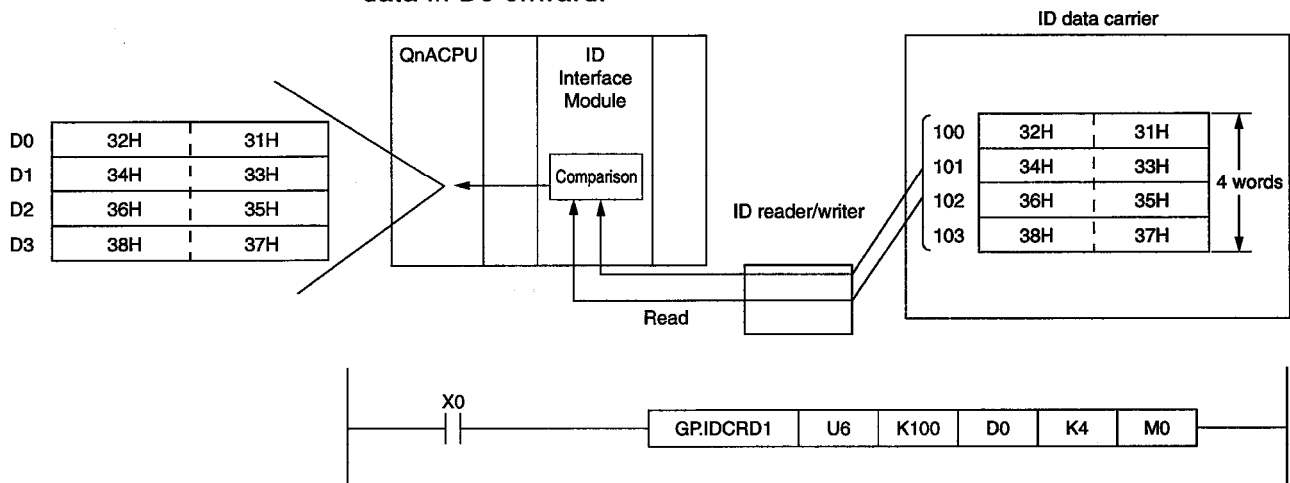 data in D0 onward.
ID data carrier
QnACPU
ID
Interface
Module
D0 32H 31H
D1 34H 33H
D2 36H 35H
D3 38H 37H
Comparison
ID reader/writer
100 32H 31H
101 34H 33H
102 36H 35H
103 38H 37H
4 words
Read
X0
GP.IDCRD1 U6 K100 D0 K4 M0